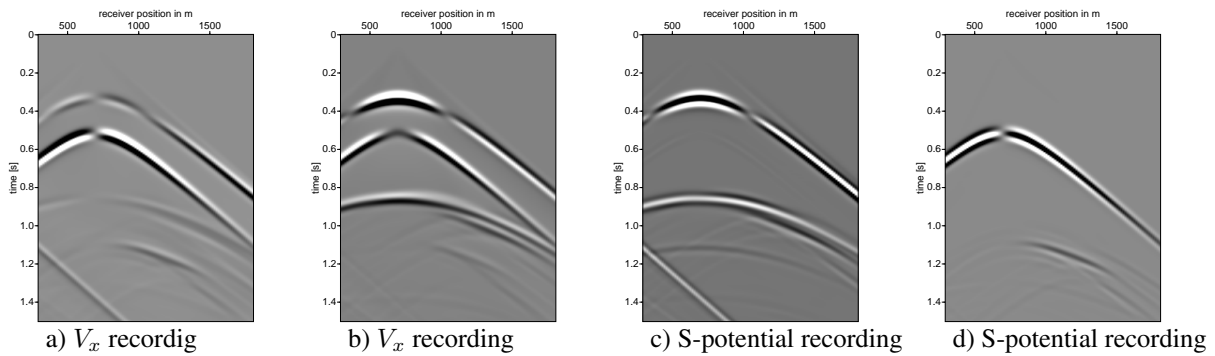 receiver position in m
500 1000 1500
time [s]
0
0.2
0.4
0.6
0.8
1.0
1.2
1.4
a) Vx recordig
receiver position in m
500 1000 1500
time [s]
0
0.2
0.4
0.6
0.8
1.0
1.2
1.4
b) Vx recording
receiver position in m
500 1000 1500
time [s]
0
0.2
0.4
0.6
0.8
1.0
1.2
1.4
c) S-potential recording
receiver position in m
500 1000 1500
time [s]
0
0.2
0.4
0.6
0.8
1.0
1.2
1.4
d) S-potential recording